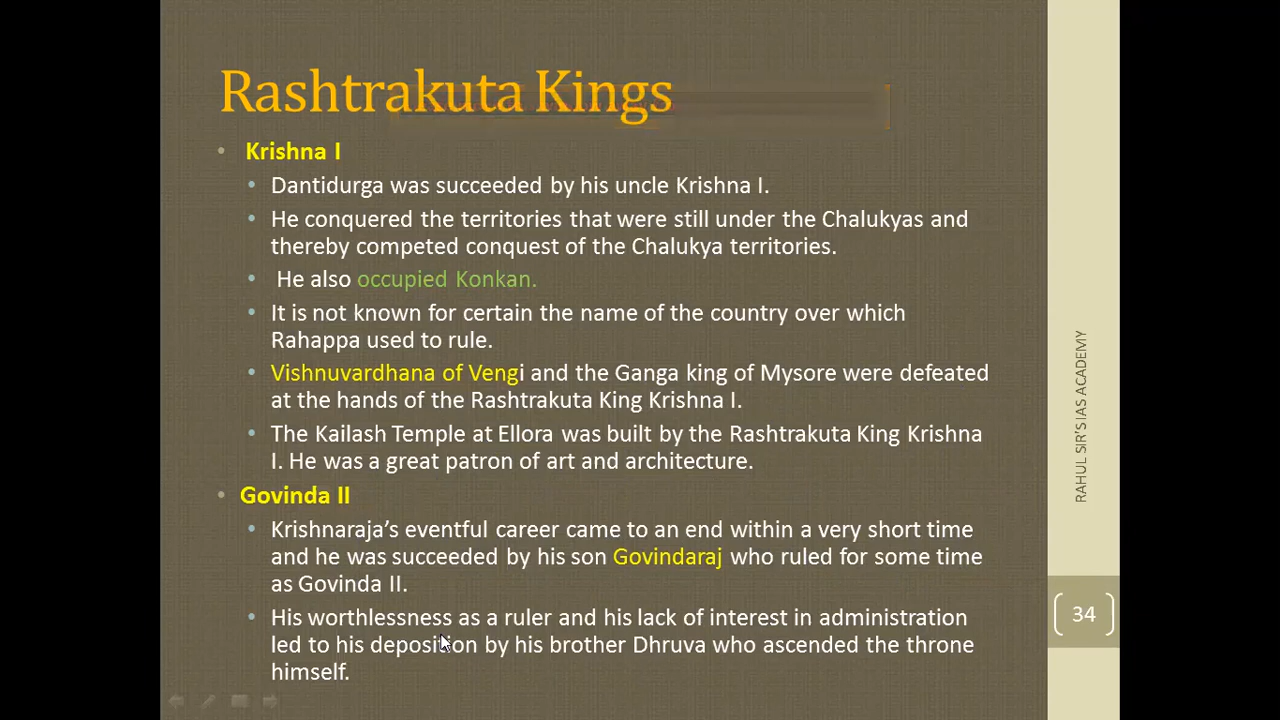 Rashtrakuta Kings
• Krishna I
• Dantidurga was succeeded by his uncle Krishna I.
• He conquered the territories that were still under the Chalukyas and
thereby competed conquest of the Chalukya territories.
• He also occupied Konkan.
• It is not known for certain the name of the country over which
Rahappa used to rule.
• Vishnuvardhana of Vengi and the Ganga king of Mysore were defeated
at the hands of the Rashtrakuta King Krishna I.
• The Kailash Temple at Ellora was built by the Rashtrakuta King Krishna
I. He was a great patron of art and architecture.
• Govinda II
• Krishnaraja’s eventful career came to an end within a very short time
and he was succeeded by his son Govindaraj who ruled for some time
as Govinda II.
• His worthlessness as a ruler and his lack of interest in administration
led to his deposition by his brother Dhruva who ascended the throne
himself.
RAHUL SIR’S IAS ACADEMY
34